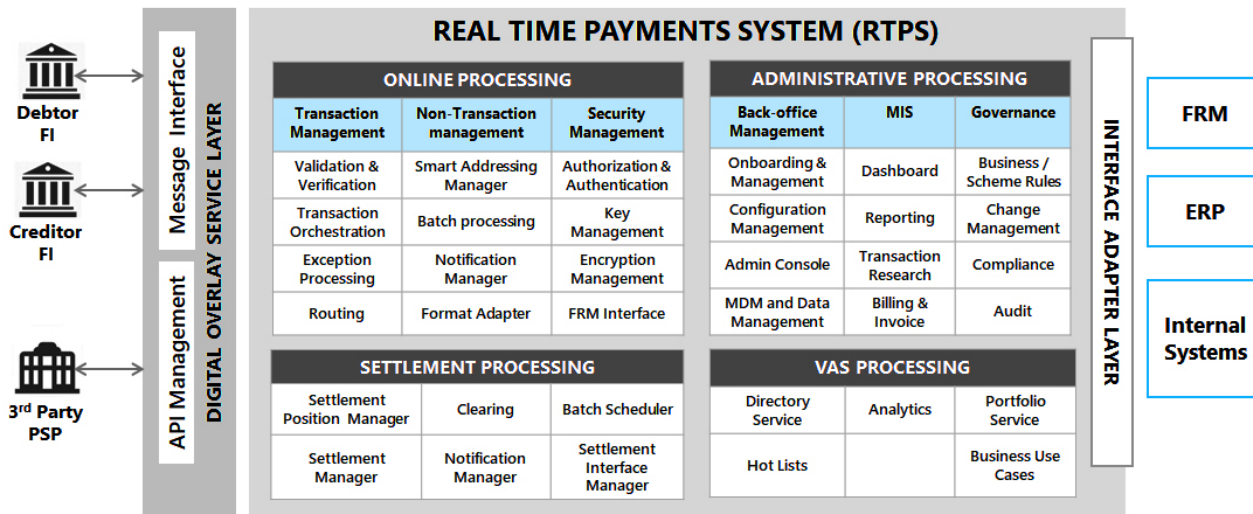 REAL TIME PAYMENTS SYSTEM (RTPS)
Debtor
FI
Creditor
FI
3rd Party
PSP
Message Interface
API Management
DIGITAL OVERLAY SERVICE LAYER
ONLINE PROCESSING
Transaction
Management
Non-Transaction
management
Security
Management
Validation &
Verification
Smart Addressing
Manager
Authorization &
Authentication
Transaction
Orchestration
Batch processing
Key
Management
Exception
Processing
Notification
Manager
Encryption
Management
Routing
Format Adapter
FRM Interface
ADMINISTRATIVE PROCESSING
Back-office
Management
MIS
Governance
Onboarding &
Management
Dashboard
Business /
Scheme Rules
Configuration
Management
Reporting
Change
Management
Admin Console
Transaction
Research
Compliance
MDM and Data
Management
Billing &
Invoice
Audit
SETTLEMENT PROCESSING
Settlement
Position Manager
Clearing
Batch Scheduler
Settlement
Manager
Notification
Manager
Settlement
Interface
Manager
VAS PROCESSING
Directory
Service
Analytics
Portfolio
Service
Hot Lists
Business Use
Cases
INTERFACE ADAPTER LAYER
FRM
ERP
Internal
Systems